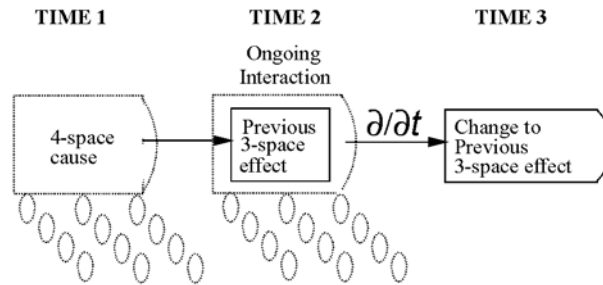 TIME 1
TIME 2
TIME 3
Ongoing
Interaction
4-space
cause
Previous
3-space
effect
∂/∂t
Change to
Previous
3-space effect